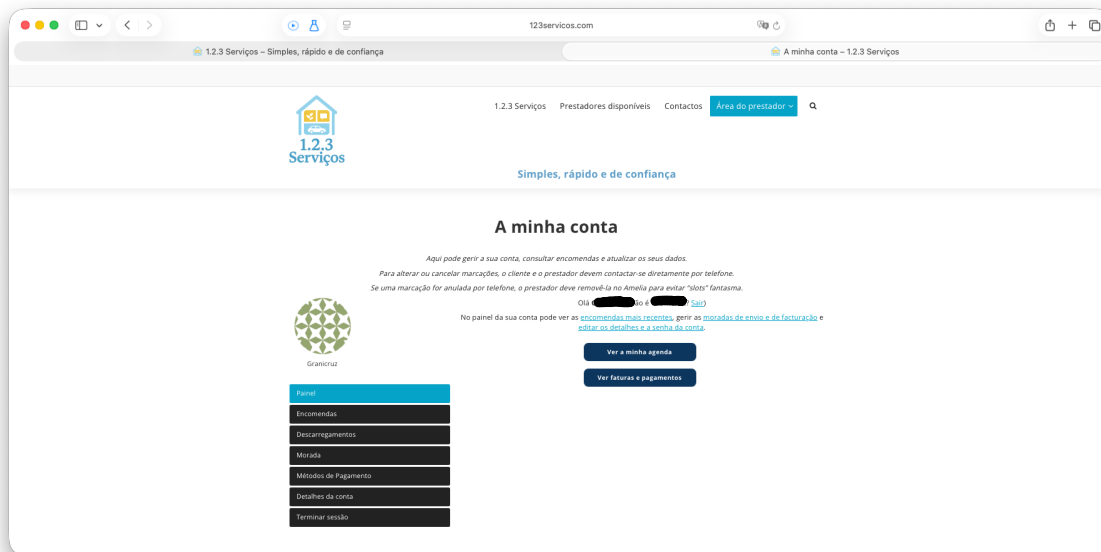 123servicos.com
1.2.3 Serviços – Simples, rápido e de confiança
A minha conta – 1.2.3 Serviços
1.2.3 Serviços Prestadores disponíveis Contactos Área do prestador
1.2.3
Serviços
Simples, rápido e de confiança
A minha conta
Aqui pode gerir a sua conta, consultar encomendas e atualizar os seus dados.
Para alterar ou cancelar marcações, o cliente e o prestador devem contactar-se diretamente por telefone.
Se uma marcação for anulada por telefone, o prestador deve removê-la no Amelia para evitar “slots” fantasma.
Olá ão é ? Sair)
No painel da sua conta pode ver as encomendas mais recentes, gerir as moradas de envio e de facturação e
editar os detalhes e a senha da conta.
Ver a minha agenda
Ver faturas e pagamentos
Granicruz
Painel
Encomendas
Descarregamentos
Morada
Métodos de Pagamento
Detalhes da conta
Terminar sessão